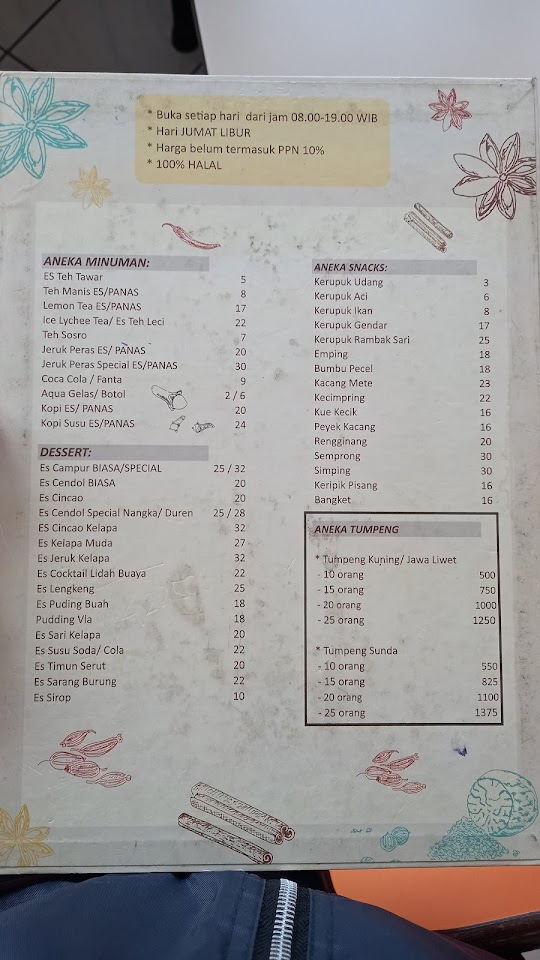 * Buka setiap hari dari jam 08.00-19.00 WIB
* Hari JUMAT LIBUR
* Harga belum termasuk PPN 10%
* 100% HALAL
ANEKA MINUMAN:
ES Teh Tawar 5
Teh Manis ES/PANAS 8
Lemon Tea ES/PANAS 17
Ice Lychee Tea/ Es Teh Leci 22
Teh Sosro 7
Jeruk Peras ES/ PANAS 20
Jeruk Peras Special ES/PANAS 30
Coca Cola / Fanta 9
Aqua Gelas/ Botol 2 / 6
Kopi ES/ PANAS 20
Kopi Susu ES/PANAS 24
DESSERT:
Es Campur BIASA/SPECIAL 25 / 32
Es Cendol BIASA 20
Es Cincao 20
Es Cendol Special Nangka/ Duren 25 / 28
ES Cincao Kelapa 32
Es Kelapa Muda 27
Es Jeruk Kelapa 32
Es Cocktail Lidah Buaya 22
Es Lengkeng 25
Es Puding Buah 18
Pudding Vla 18
Es Sari Kelapa 20
Es Susu Soda/ Cola 22
Es Timun Serut 20
Es Sarang Burung 22
Es Sirop 10
ANEKA SNACKS:
Kerupuk Udang 3
Kerupuk Aci 6
Kerupuk Ikan 8
Kerupuk Gendar 17
Kerupuk Rambak Sari 25
Emping 18
Bumbu Pecel 18
Kacang Mete 23
Kecimpring 22
Kue Kecik 16
Peyek Kacang 16
Rengginang 20
Semprong 30
Simping 30
Keripik Pisang 16
Bangket 16
ANEKA TUMPENG
* Tumpeng Kuning/ Jawa Liwet
- 10 orang 500
- 15 orang 750
- 20 orang 1000
- 25 orang 1250
* Tumpeng Sunda
- 10 orang 550
- 15 orang 825
- 20 orang 1100
- 25 orang 1375